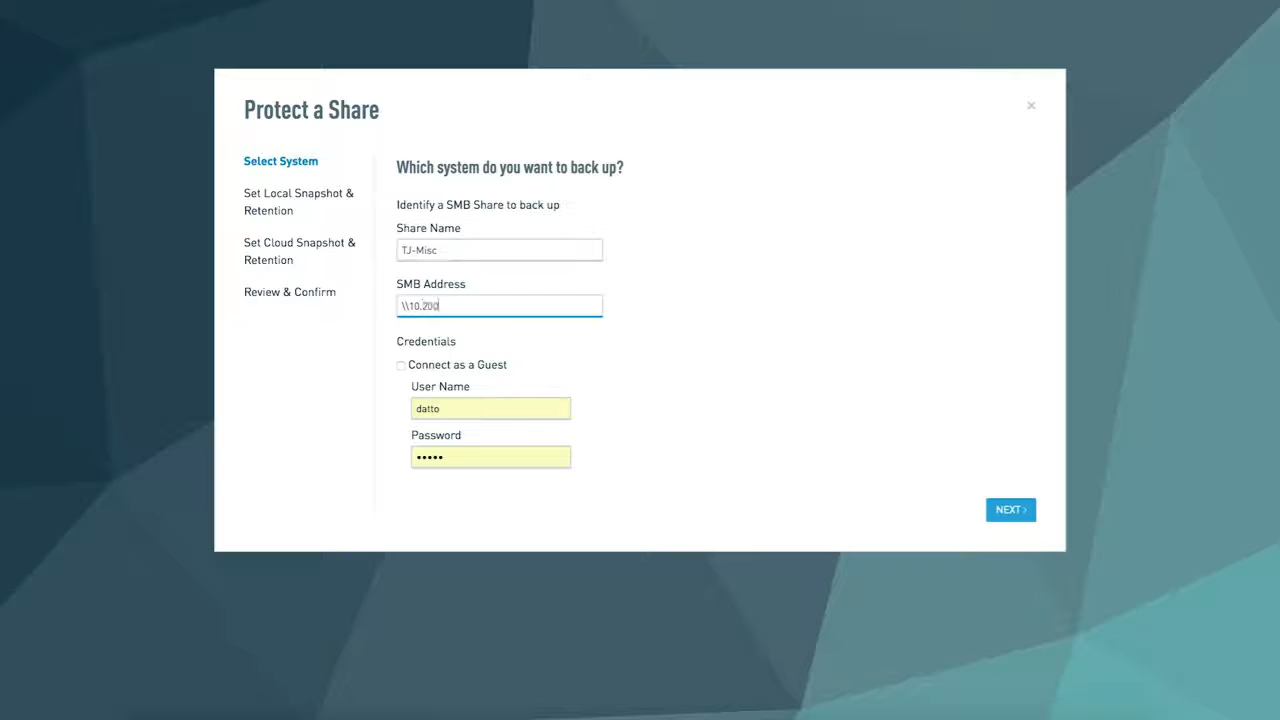 Protect a Share
×
Select System
Set Local Snapshot &
Retention
Set Cloud Snapshot &
Retention
Review & Confirm
Which system do you want to back up?
Identify a SMB Share to back up
Share Name
TJ-Misc
SMB Address
\\10.200
Credentials
Connect as a Guest
User Name
datto
Password
•••••
NEXT ›